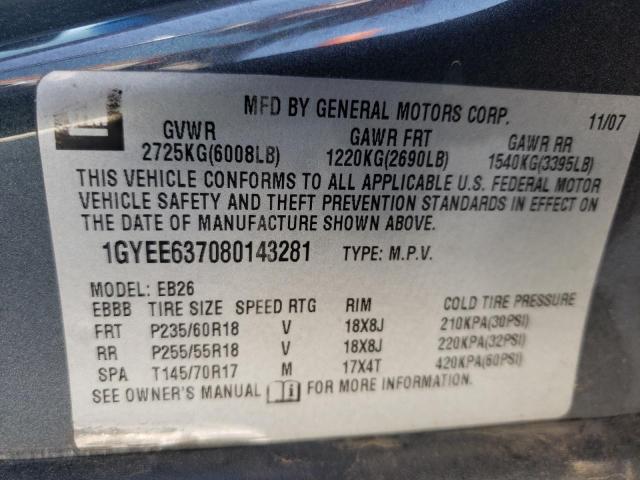 GM
MFD BY GENERAL MOTORS CORP. 11/07
GVWR GAWR FRT GAWR RR
2725KG(6008LB) 1220KG(2690LB) 1540KG(3395LB)
THIS VEHICLE CONFORMS TO ALL APPLICABLE U.S. FEDERAL MOTOR
VEHICLE SAFETY AND THEFT PREVENTION STANDARDS IN EFFECT ON
THE DATE OF MANUFACTURE SHOWN ABOVE.
1GYEE637080143281 TYPE: M.P.V.
MODEL: EB26
EBBB TIRE SIZE SPEED RTG RIM COLD TIRE PRESSURE
FRT P235/60R18 V 18X8J 210KPA(30PSI)
RR P255/55R18 V 18X8J 220KPA(32PSI)
SPA T145/70R17 M 17X4T 420KPA(60PSI)
SEE OWNER'S MANUAL FOR MORE INFORMATION.